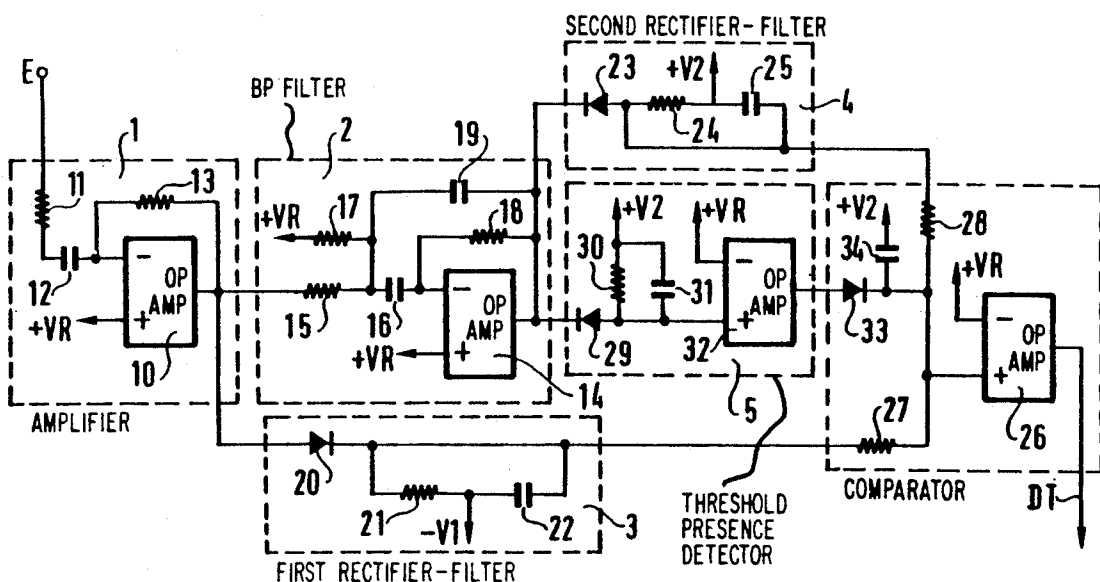 SECOND RECTIFIER-FILTER
E
BP FILTER
23
+V2
25
24
4
1
2
19
11
13
+VR
17
18
+V2
+VR
+V2
28
12
-
OP
AMP
+
+VR
10
15
16
-
OP
AMP
+
+VR
14
30
31
29
OP
AMP
+
32
34
33
+VR
-
OP
AMP
+
26
5
AMPLIFIER
27
20
21
-V1
22
3
COMPARATOR
DT
THRESHOLD
PRESENCE
DETECTOR
FIRST RECTIFIER-FILTER